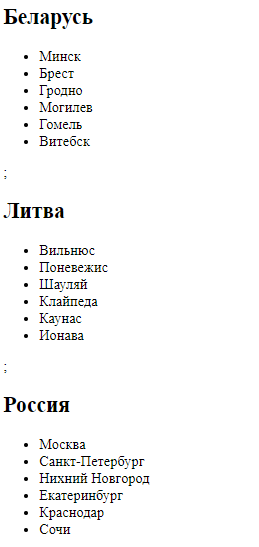 Беларусь
Минск
Брест
Гродно
Могилев
Гомель
Витебск
;
Литва
Вильнюс
Поневежис
Шауляй
Клайпеда
Каунас
Ионава
;
Россия
Москва
Санкт-Петербург
Нихний Новгород
Екатеринбург
Краснодар
Сочи